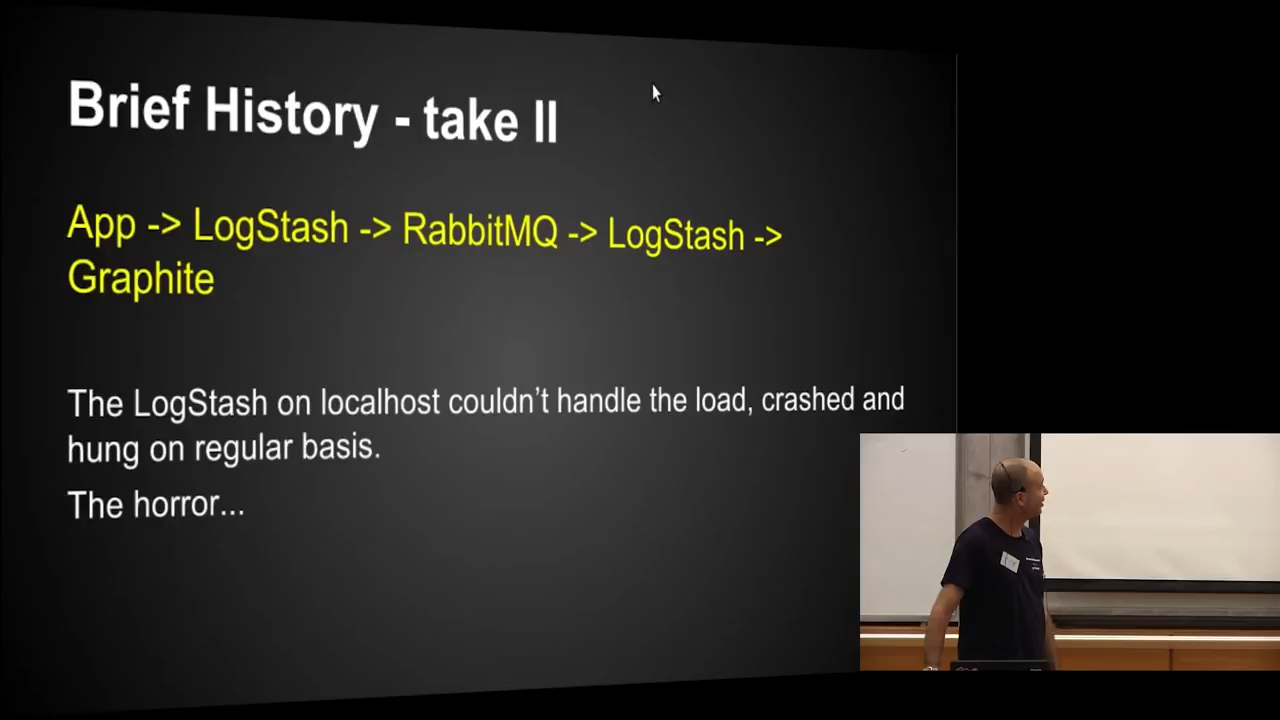 Brief History - take II
App -> LogStash -> RabbitMQ -> LogStash ->
Graphite
The LogStash on localhost couldn’t handle the load, crashed and
hung on regular basis.
The horror...